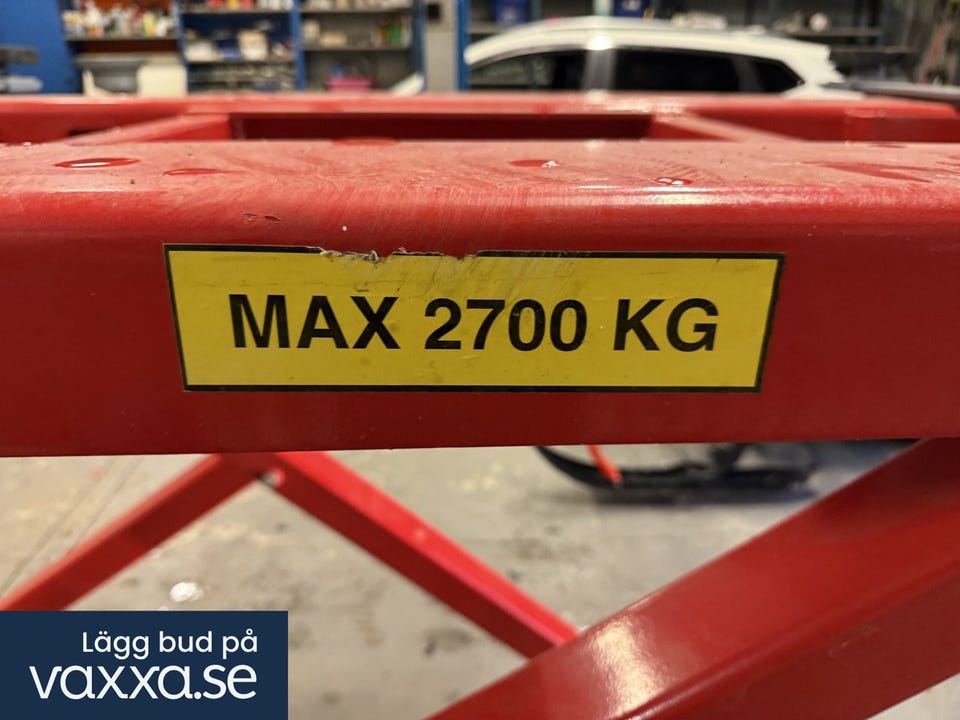 MAX 2700 KG
Lägg bud på
vaxxa.se